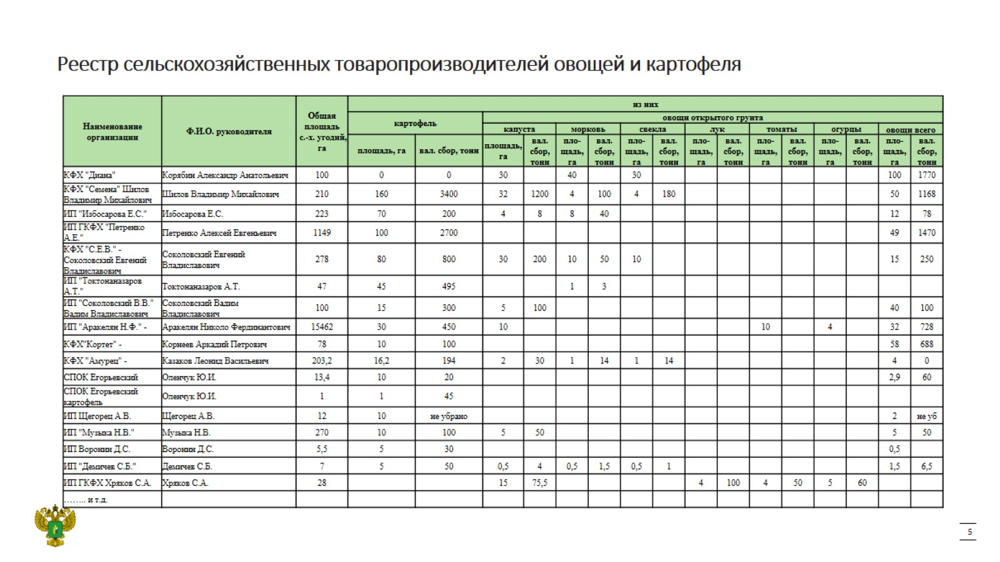 Реестр сельскохозяйственных товаропроизводителей овощей и картофеля
из них
овощи открытого грунта
Наименование организации Ф.И.О. руководителя Общая площадь с.-х. угодий, га картофель
капуста морковь свекла лук томаты огурцы овощи всего
площадь, га вал. сбор, тонн площадь, га вал. сбор, тонн пло-щадь, га вал. сбор, тонн пло-щадь, га вал. сбор, тонн пло-щадь, га вал. сбор, тонн пло-щадь, га вал. сбор, тонн пло-щадь, га вал. сбор, тонн пло-щадь, га вал. сбор, тонн
КФХ "Диана" Корябин Александр Анатольевич 100 0 0 30 40 30 100 1770
КФХ "Семена" Шилов Владимир Михайлович Шилов Владимир Михайлович 210 160 3400 32 1200 4 100 4 180 50 1168
ИП "Избосарова Е.С." Избосарова Е.С. 223 70 200 4 8 8 40 12 78
ИП ГКФХ "Петренко А.Е." Петренко Алексей Евгеньевич 1149 100 2700 49 1470
КФХ "С.Е.В." - Соколовский Евгений Владиславович Соколовский Евгений Владиславович 278 80 800 30 200 10 50 10 15 250
ИП "Токтоназаров А.Т." Токтонаназаров А.Т. 47 45 495 1 3
ИП "Соколовский В.В." Вадим Владиславович Соколовский Вадим Владиславович 100 15 300 5 100 40 100
ИП "Аракелян Н.Ф." - Аракелян Николо Фердинантович 15462 30 450 10 10 4 32 728
КФХ"Кортет" - Корнеев Аркадий Петрович 78 10 100 58 688
КФХ "Амурец" - Казаков Леонид Васильевич 203,2 16,2 194 2 30 1 14 1 14 4 0
СПОК Егорьевский Оленчук Ю.И. 13,4 10 20 2,9 60
СПОК Егорьевский картофель Оленчук Ю.И. 1 1 45
ИП Щегорец А.В. Щегорец А.В. 12 10 не убрано 2 не уб
ИП "Музыка Н.В." Музыка Н.В. 270 10 100 5 50 5 50
ИП Воронин Д.С. Воронин Д.С. 5,5 5 30 0,5
ИП "Демичев С.Б." Демичев С.Б. 7 5 50 0,5 4 0,5 1,5 0,5 1 1,5 6,5
ИП ГКФХ Хряков С.А. Хряков С.А. 28 15 75,5 4 100 4 50 5 60
…….. и т.д.
5